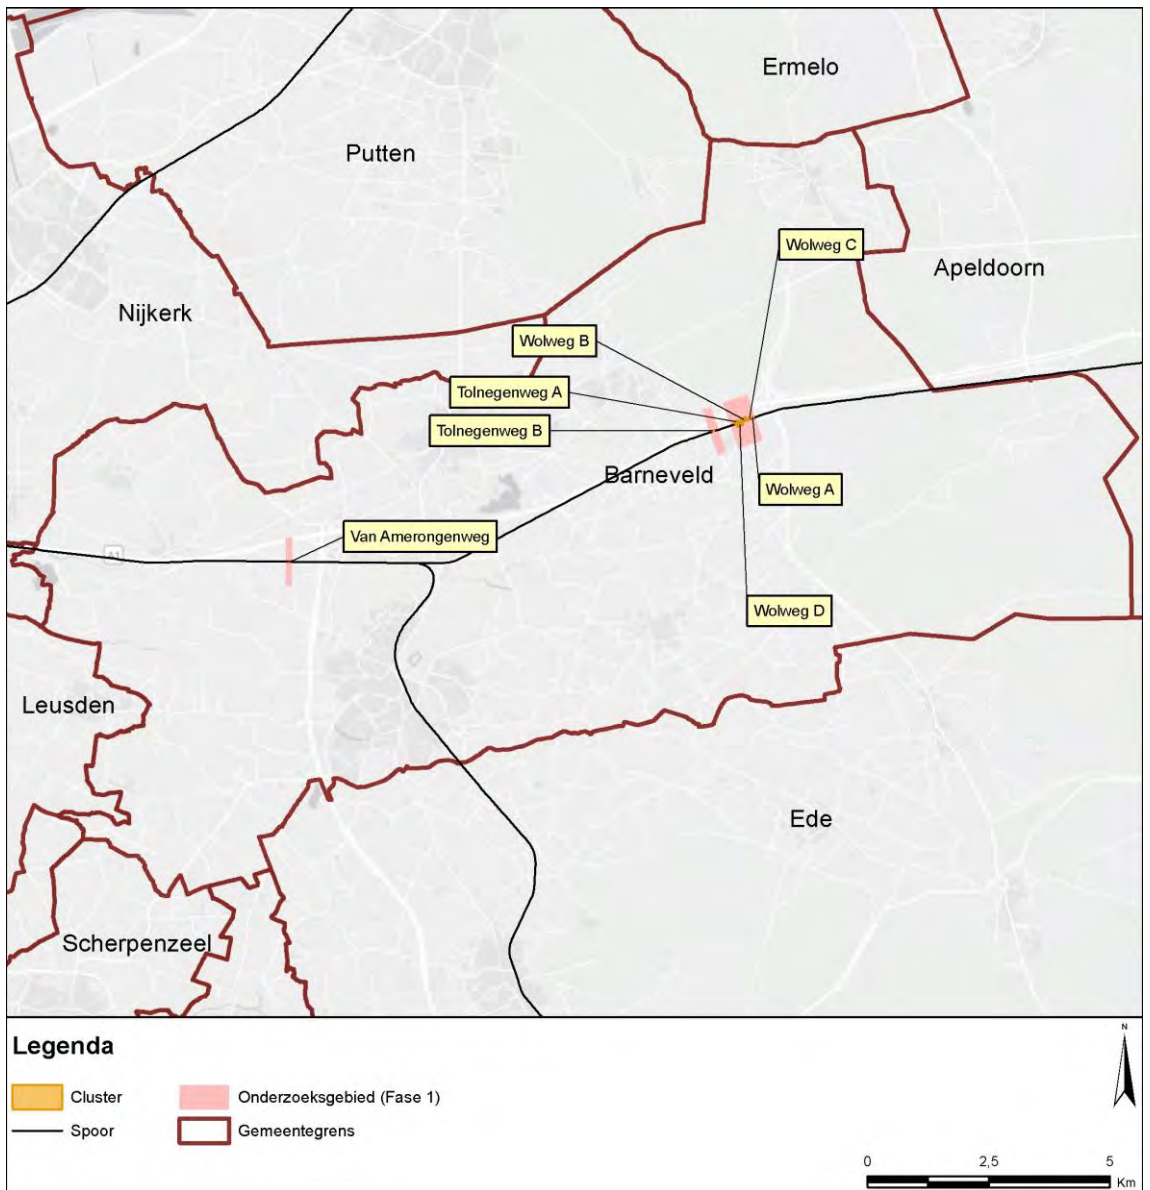 Ermelo
Putten
Wolweg C
Apeldoorn
Nijkerk
Wolweg B
Tolnegenweg A
Tolnegenweg B
Barneveld
Wolweg A
Van Amerongenweg
A1
Wolweg D
Leusden
Ede
Scherpenzeel
Legenda
N
Cluster
Onderzoeksgebied (Fase 1)
Spoor
Gemeentegrens
0 2,5 5
Km